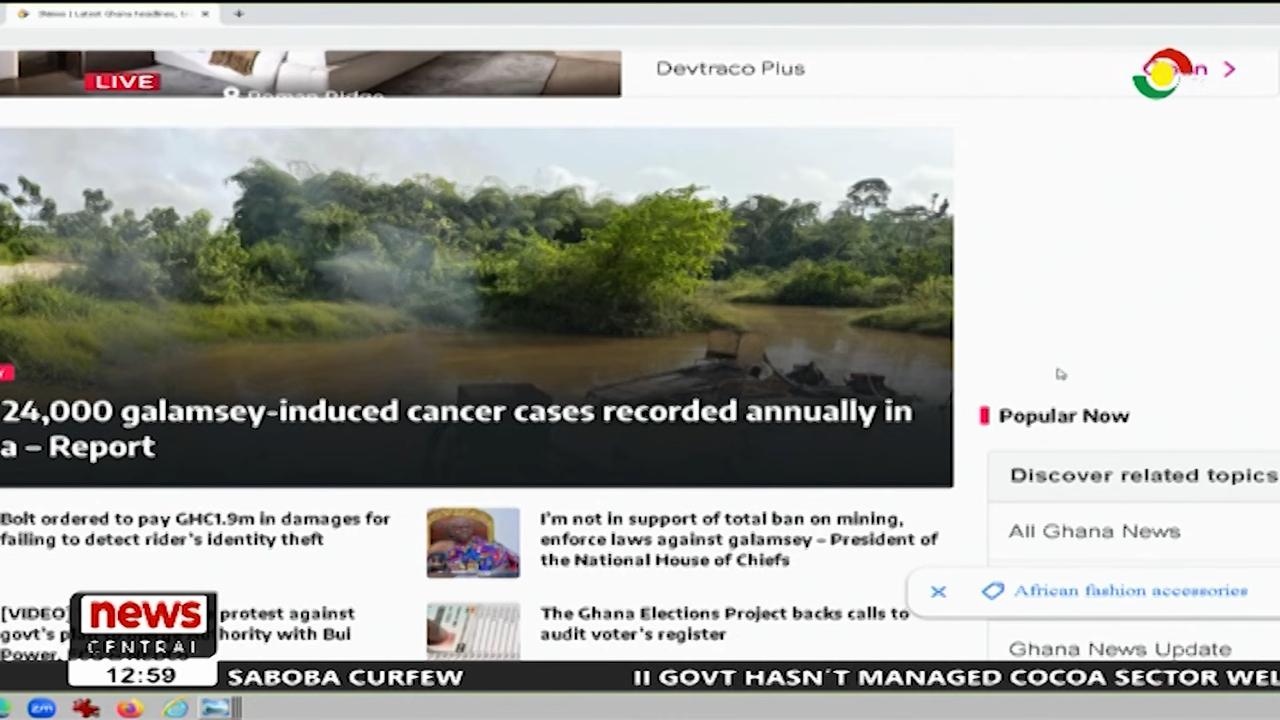 LIVE
Devtraco Plus
24,000 galamsey-induced cancer cases recorded annually in
a – Report
Popular Now
Discover related topics
All Ghana News
African fashion accessories
Ghana News Update
Bolt ordered to pay GHC1.9m in damages for
failing to detect rider's identity theft
I'm not in support of total ban on mining,
enforce laws against galamsey – President of
the National House of Chiefs
[VIDEO] protest against
govt's hority with Bui
Power,
The Ghana Elections Project backs calls to
audit voter's register
news
CENTRAL
12:59
SABOBA CURFEW
II GOVT HASN´T MANAGED COCOA SECTOR WEL
zm